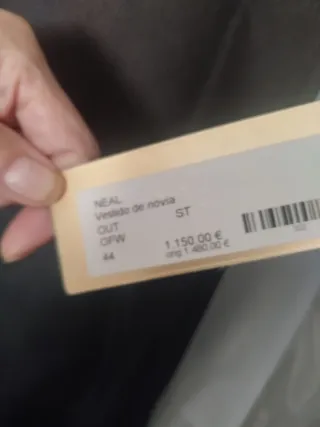 NEAL
Vestido de novia
OUT ST
OFW
44 1.150,00 €
orig.1.460,00 €